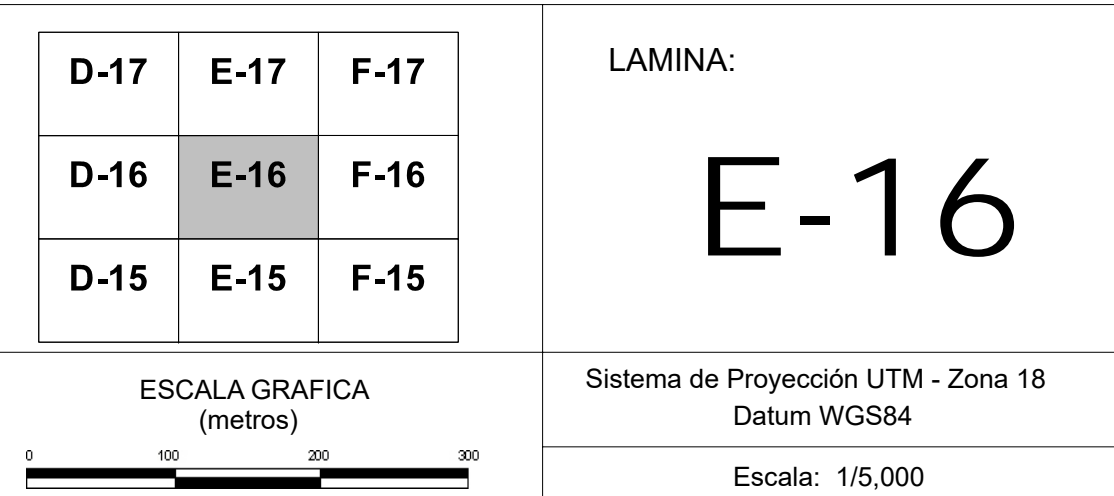 D-17 E-17 F-17
D-16 E-16 F-16
D-15 E-15 F-15
LAMINA:
E-16
ESCALA GRAFICA
(metros)
0 100 200 300
Sistema de Proyección UTM - Zona 18
Datum WGS84
Escala: 1/5,000